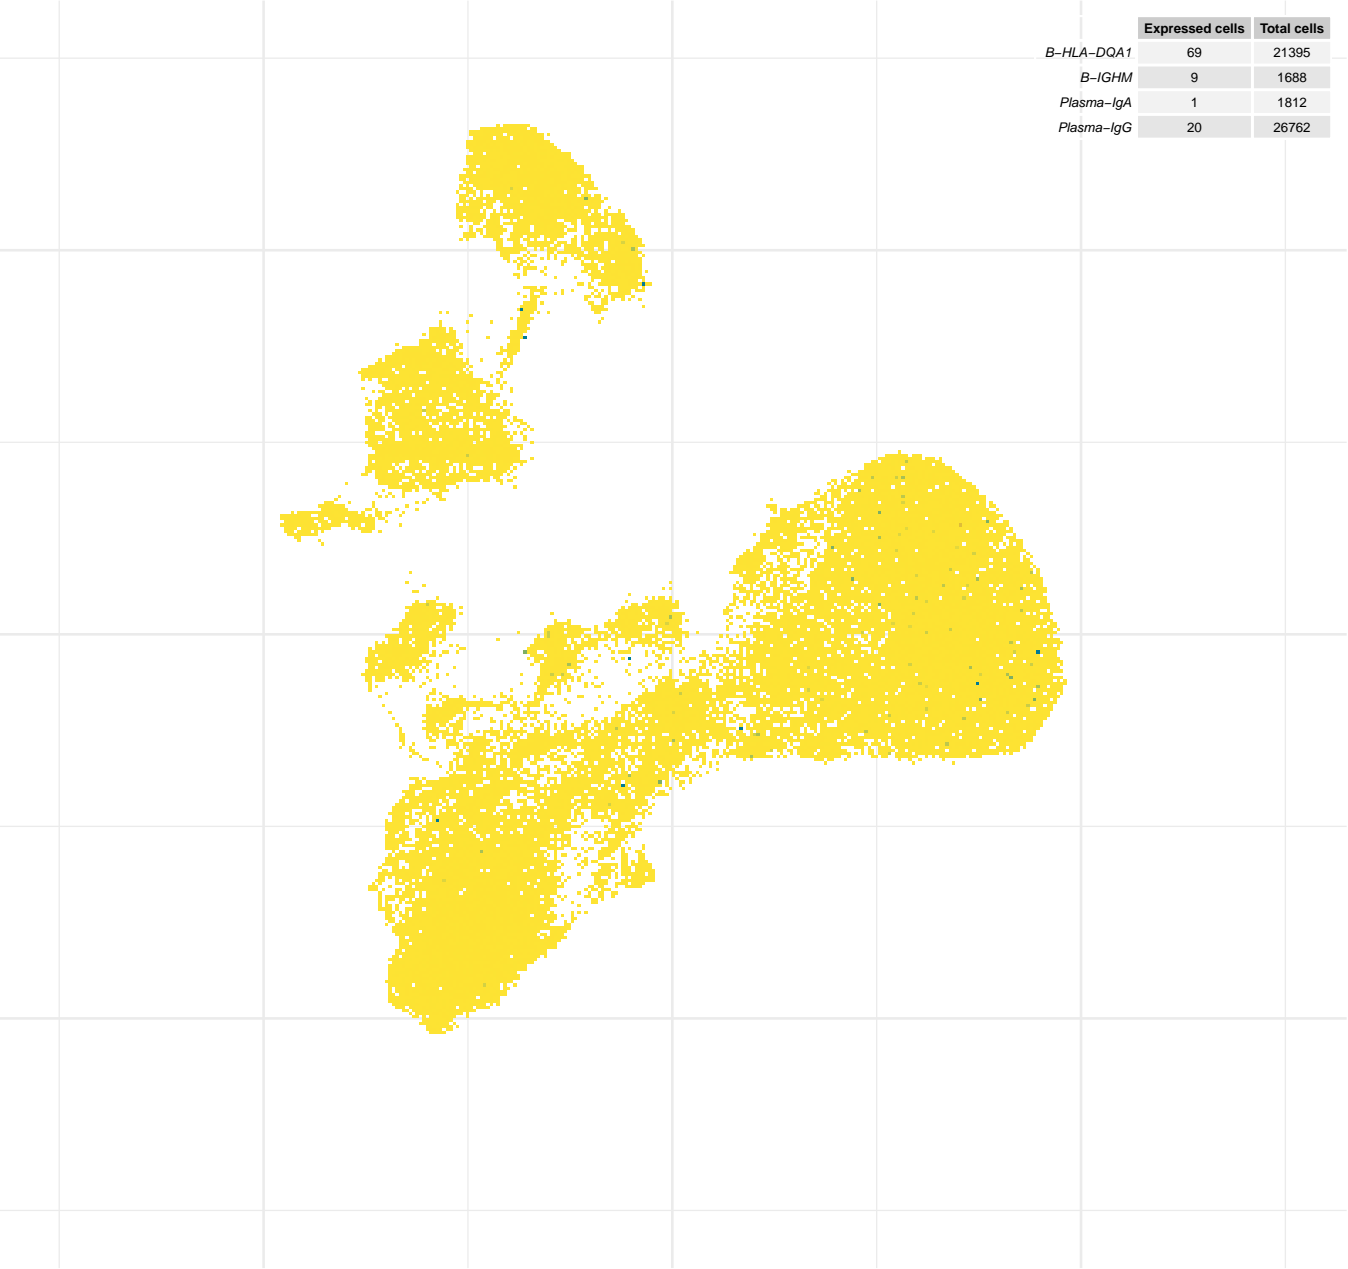 Expressed cells Total cells
B−HLA−DQA1 69 21395
B−IGHM 9 1688
Plasma−IgA 1 1812
Plasma−IgG 20 26762